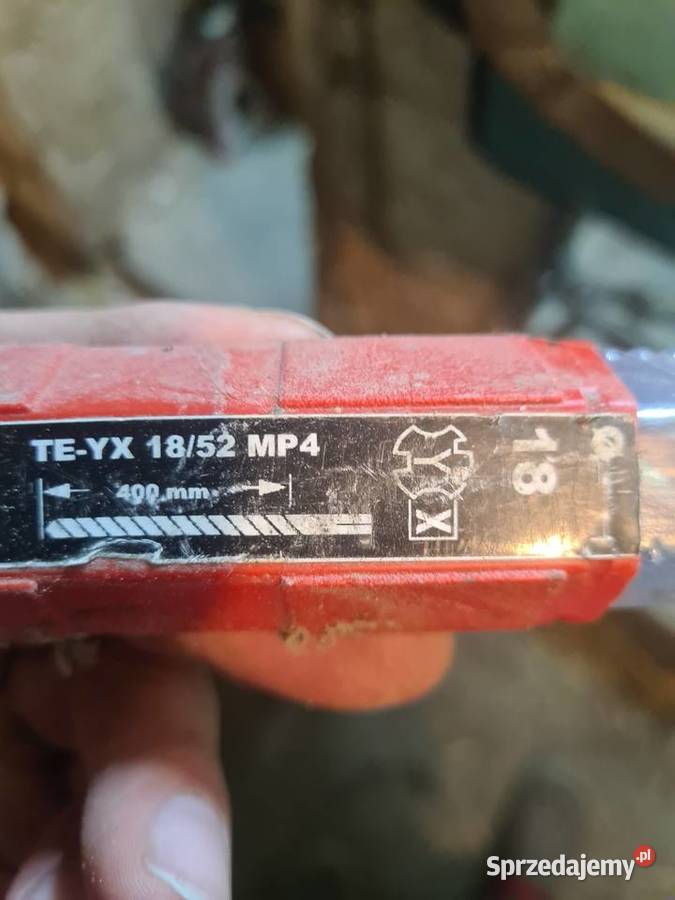 TE-YX 18/52 MP4
400 mm
Y
X
Ø 18
Sprzedajemy.pl